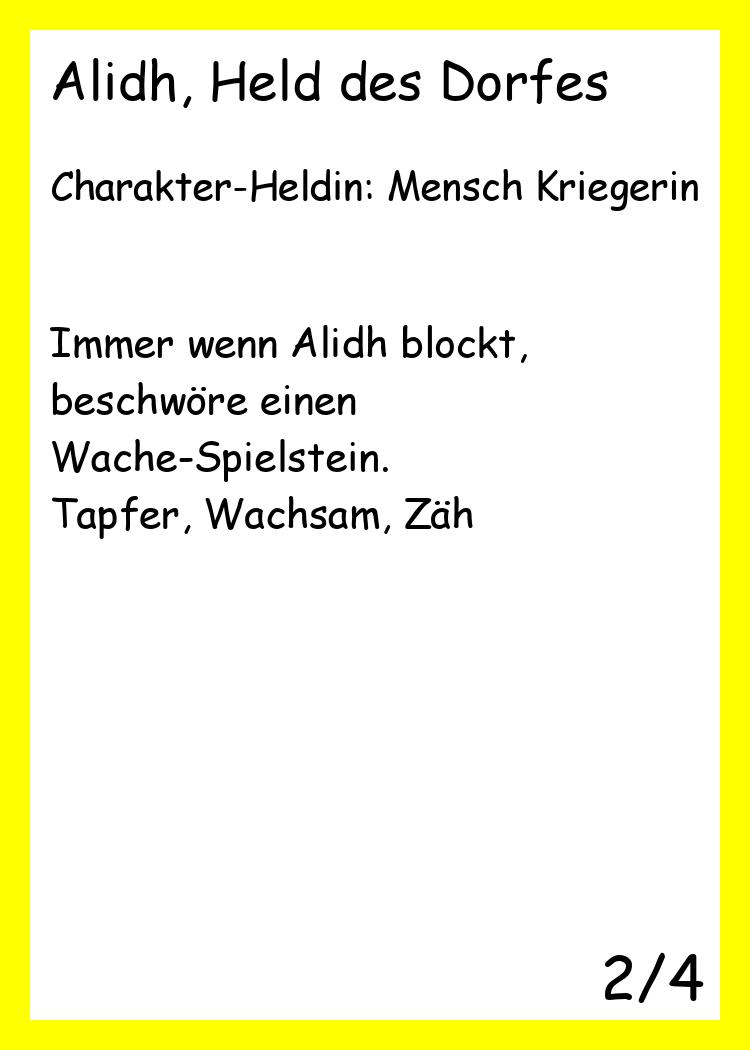 Alidh, Held des Dorfes
Charakter-Heldin: Mensch Kriegerin
Immer wenn Alidh blockt,
beschwöre einen
Wache-Spielstein.
Tapfer, Wachsam, Zäh
2/4